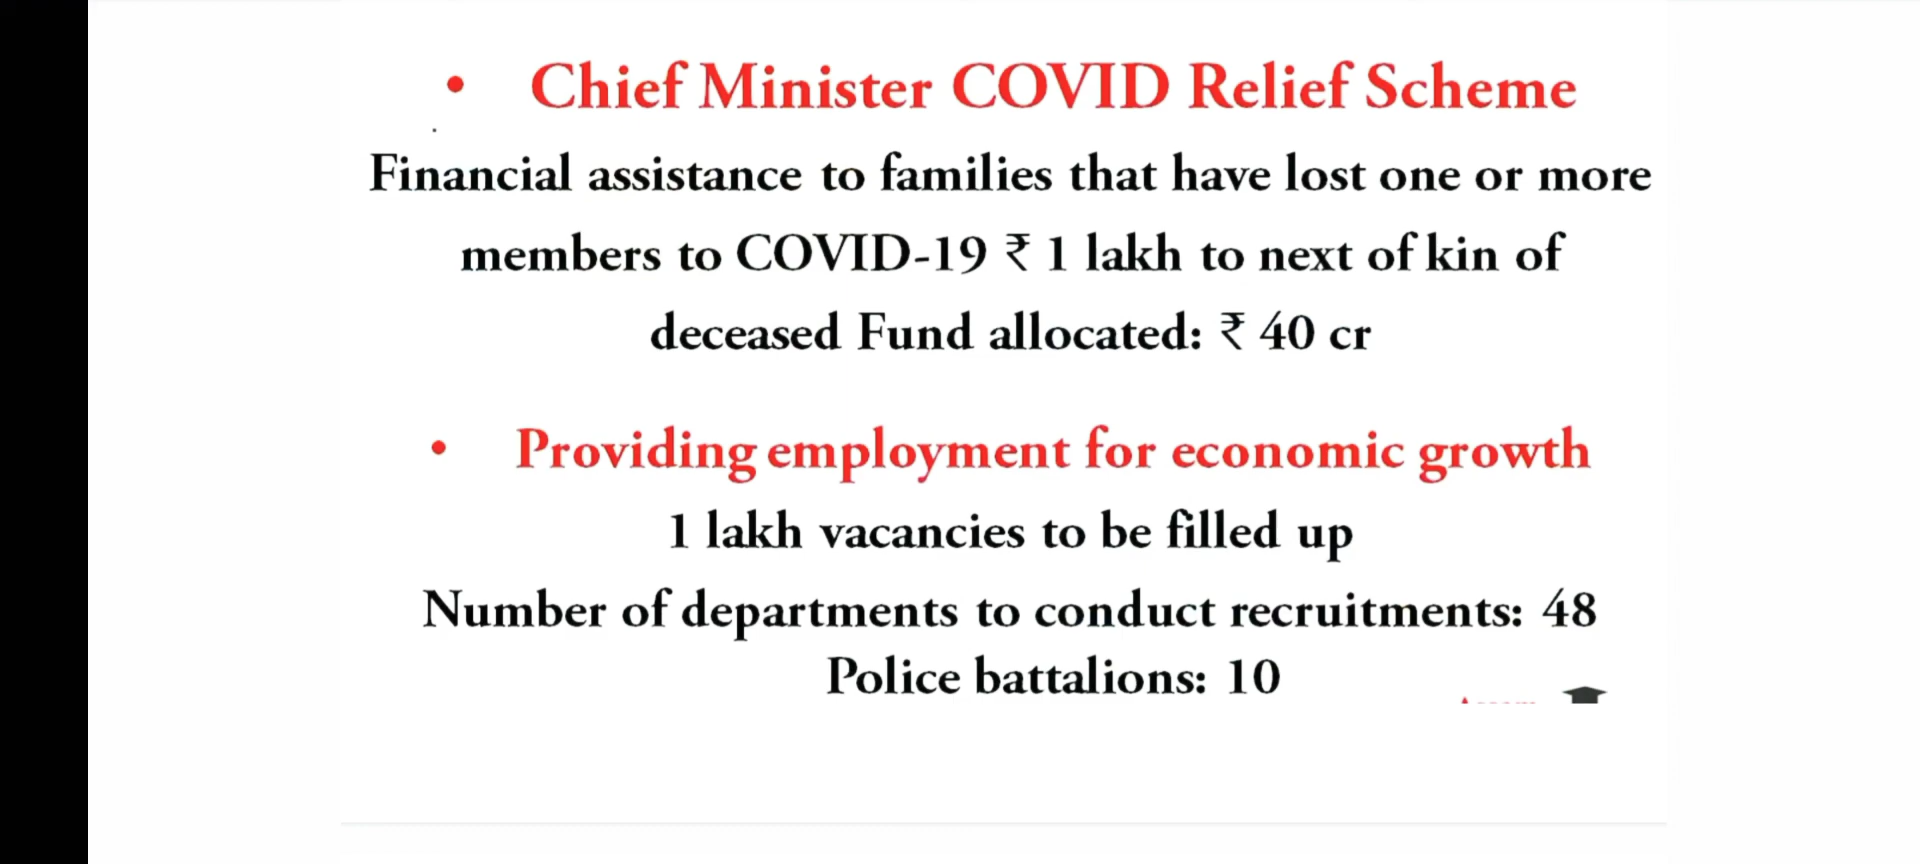 • Chief Minister COVID Relief Scheme
Financial assistance to families that have lost one or more
members to COVID-19 ₹ 1 lakh to next of kin of
deceased Fund allocated: ₹ 40 cr
• Providing employment for economic growth
1 lakh vacancies to be filled up
Number of departments to conduct recruitments: 48
Police battalions: 10